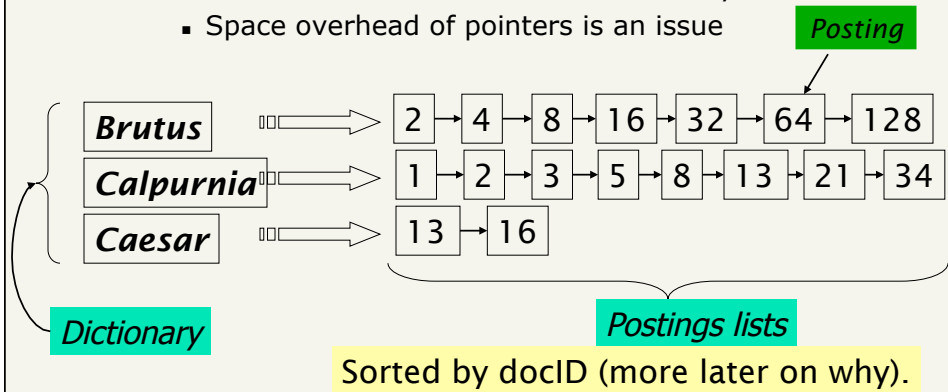 ▪ Space overhead of pointers is an issue
Posting
Brutus 2 4 8 16 32 64 128
Calpurnia 1 2 3 5 8 13 21 34
Caesar 13 16
Dictionary
Postings lists
Sorted by docID (more later on why).